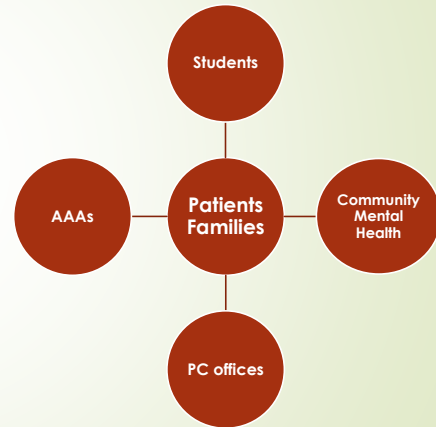 Students
AAAs
Patients
Families
Community
Mental
Health
PC offices